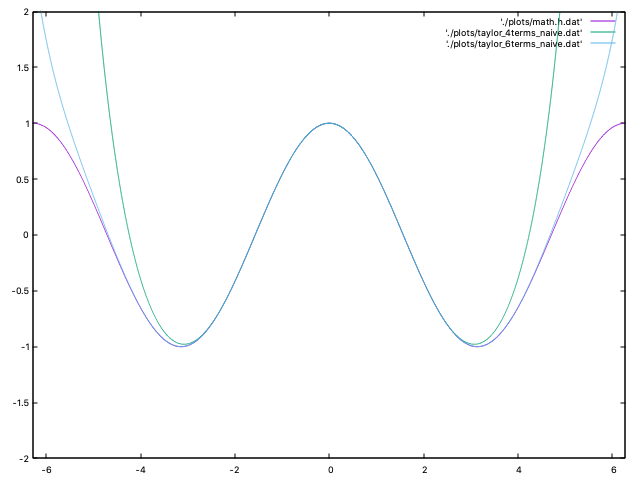 './plots/math.h.dat'
'./plots/taylor_4terms_naive.dat'
'./plots/taylor_6terms_naive.dat'
2
1.5
1
0.5
0
-0.5
-1
-1.5
-2
-6 -4 -2 0 2 4 6